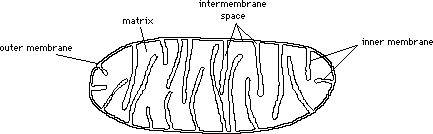 intermembrane
space
matrix
outer membrane
inner membrane